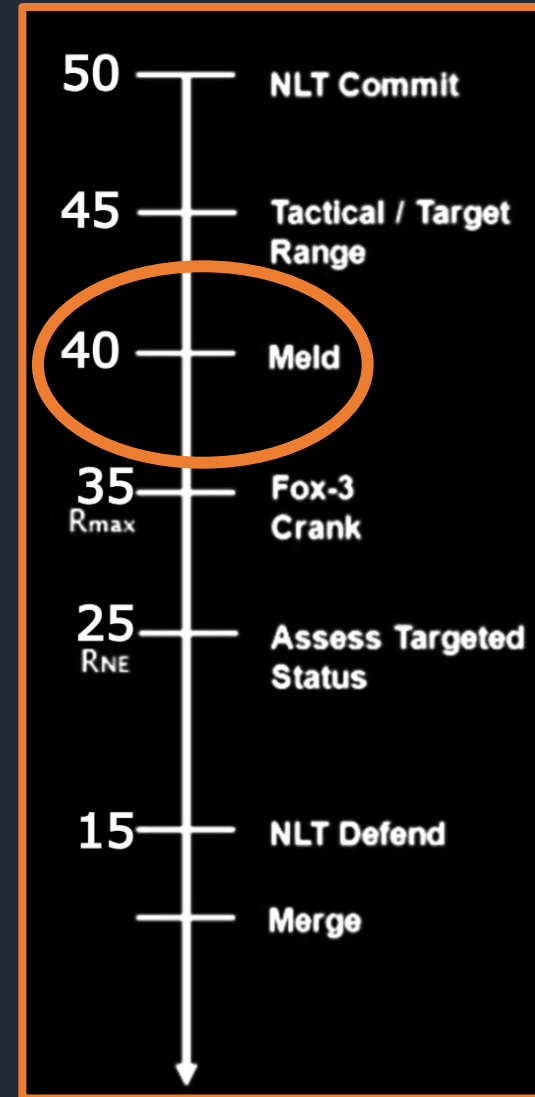 50 NLT Commit
45 Tactical / Target
Range
40 Meld
35 Fox-3
Rmax Crank
25 Assess Targeted
RNE Status
15 NLT Defend
Merge